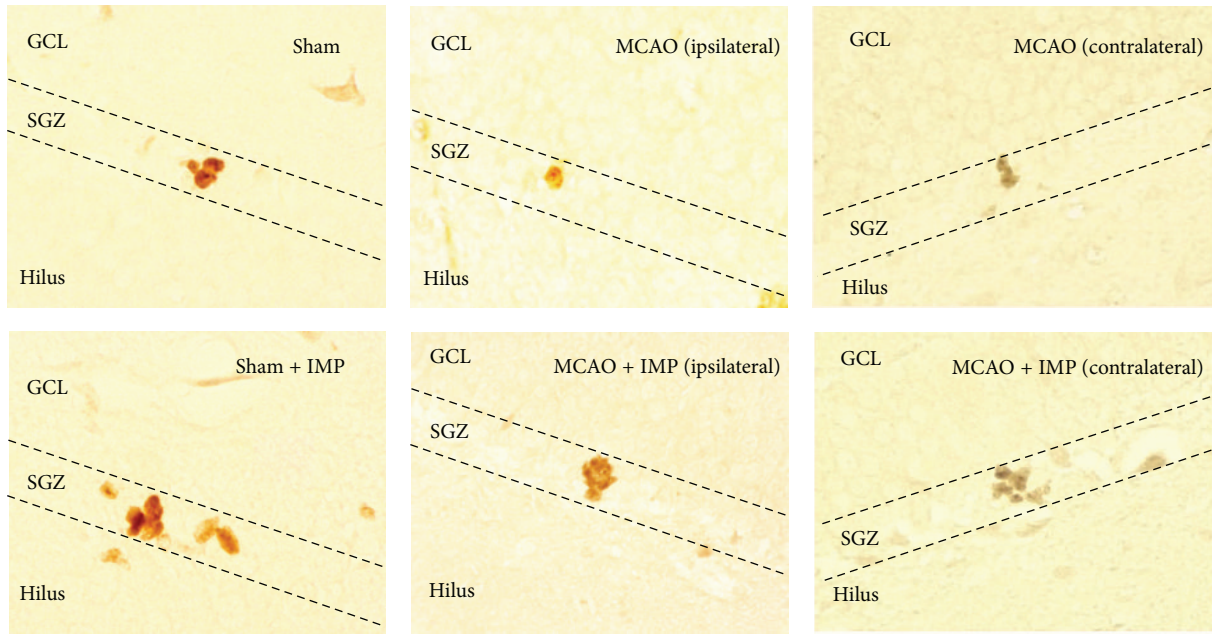 GCL
Sham
SGZ
Hilus
GCL
MCAO (ipsilateral)
SGZ
Hilus
GCL
MCAO (contralateral)
SGZ
Hilus
Sham + IMP
GCL
SGZ
Hilus
GCL
MCAO + IMP (ipsilateral)
SGZ
Hilus
GCL
MCAO + IMP (contralateral)
SGZ
Hilus